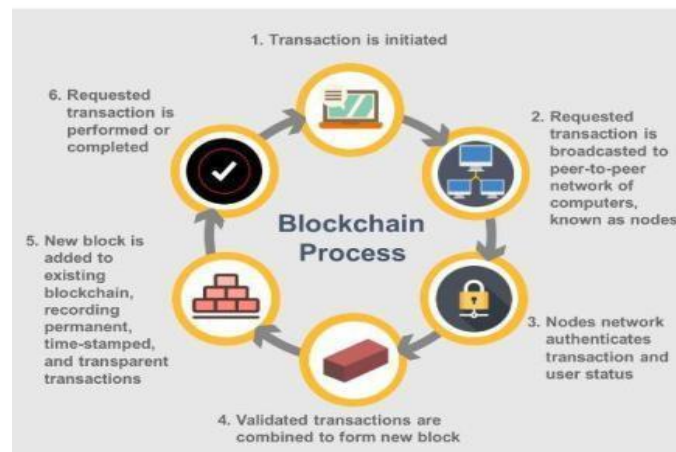 1. Transaction is initiated
2. Requested
transaction is
broadcasted to
peer-to-peer
network of
computers,
known as nodes
3. Nodes network
authenticates
transaction and
user status
4. Validated transactions are
combined to form new block
5. New block is
added to
existing
blockchain,
recording
permanent,
time-stamped,
and transparent
transactions
6. Requested
transaction is
performed or
completed
Blockchain
Process